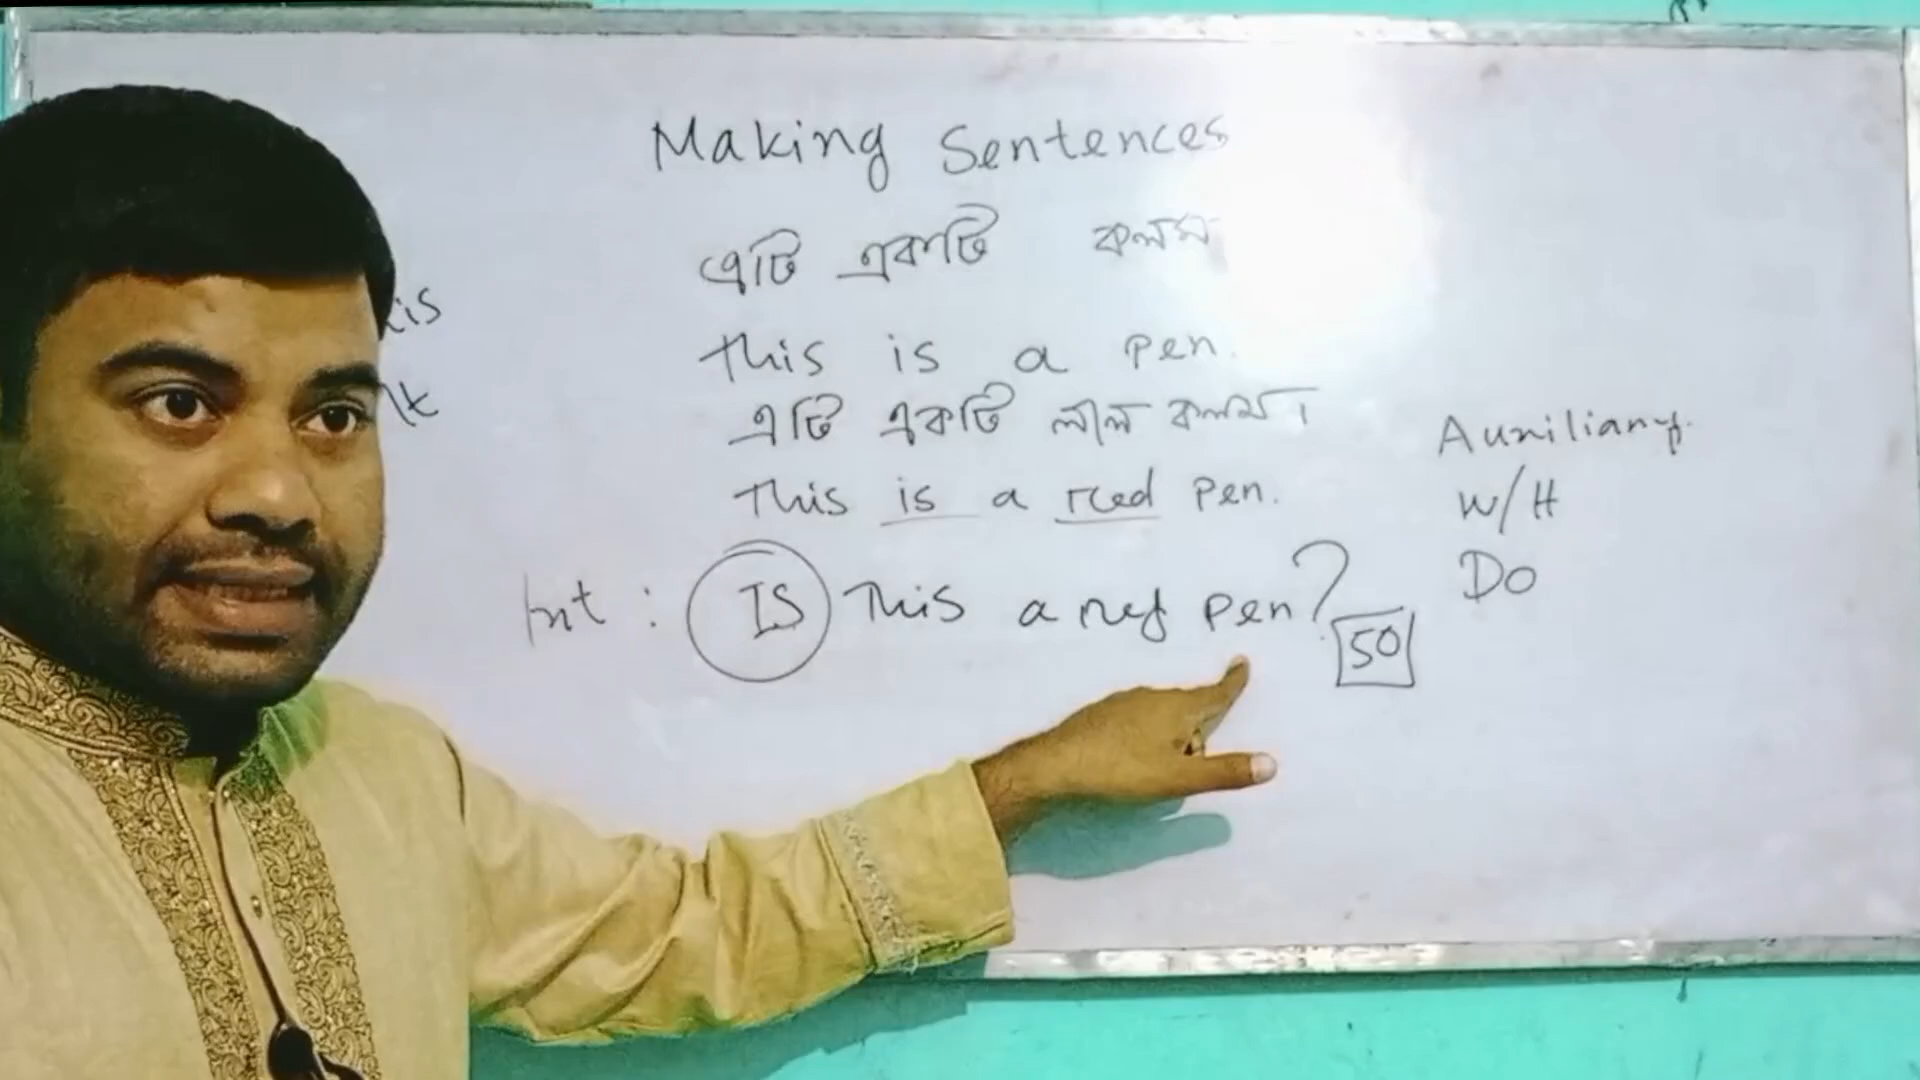 Making Sentences
এটি একটি কলম
is
This is a pen.
এটি একটি লাল কলম।
Auxiliary.
This is a red pen.
W/H
Int : IS This a red pen?
Do
50